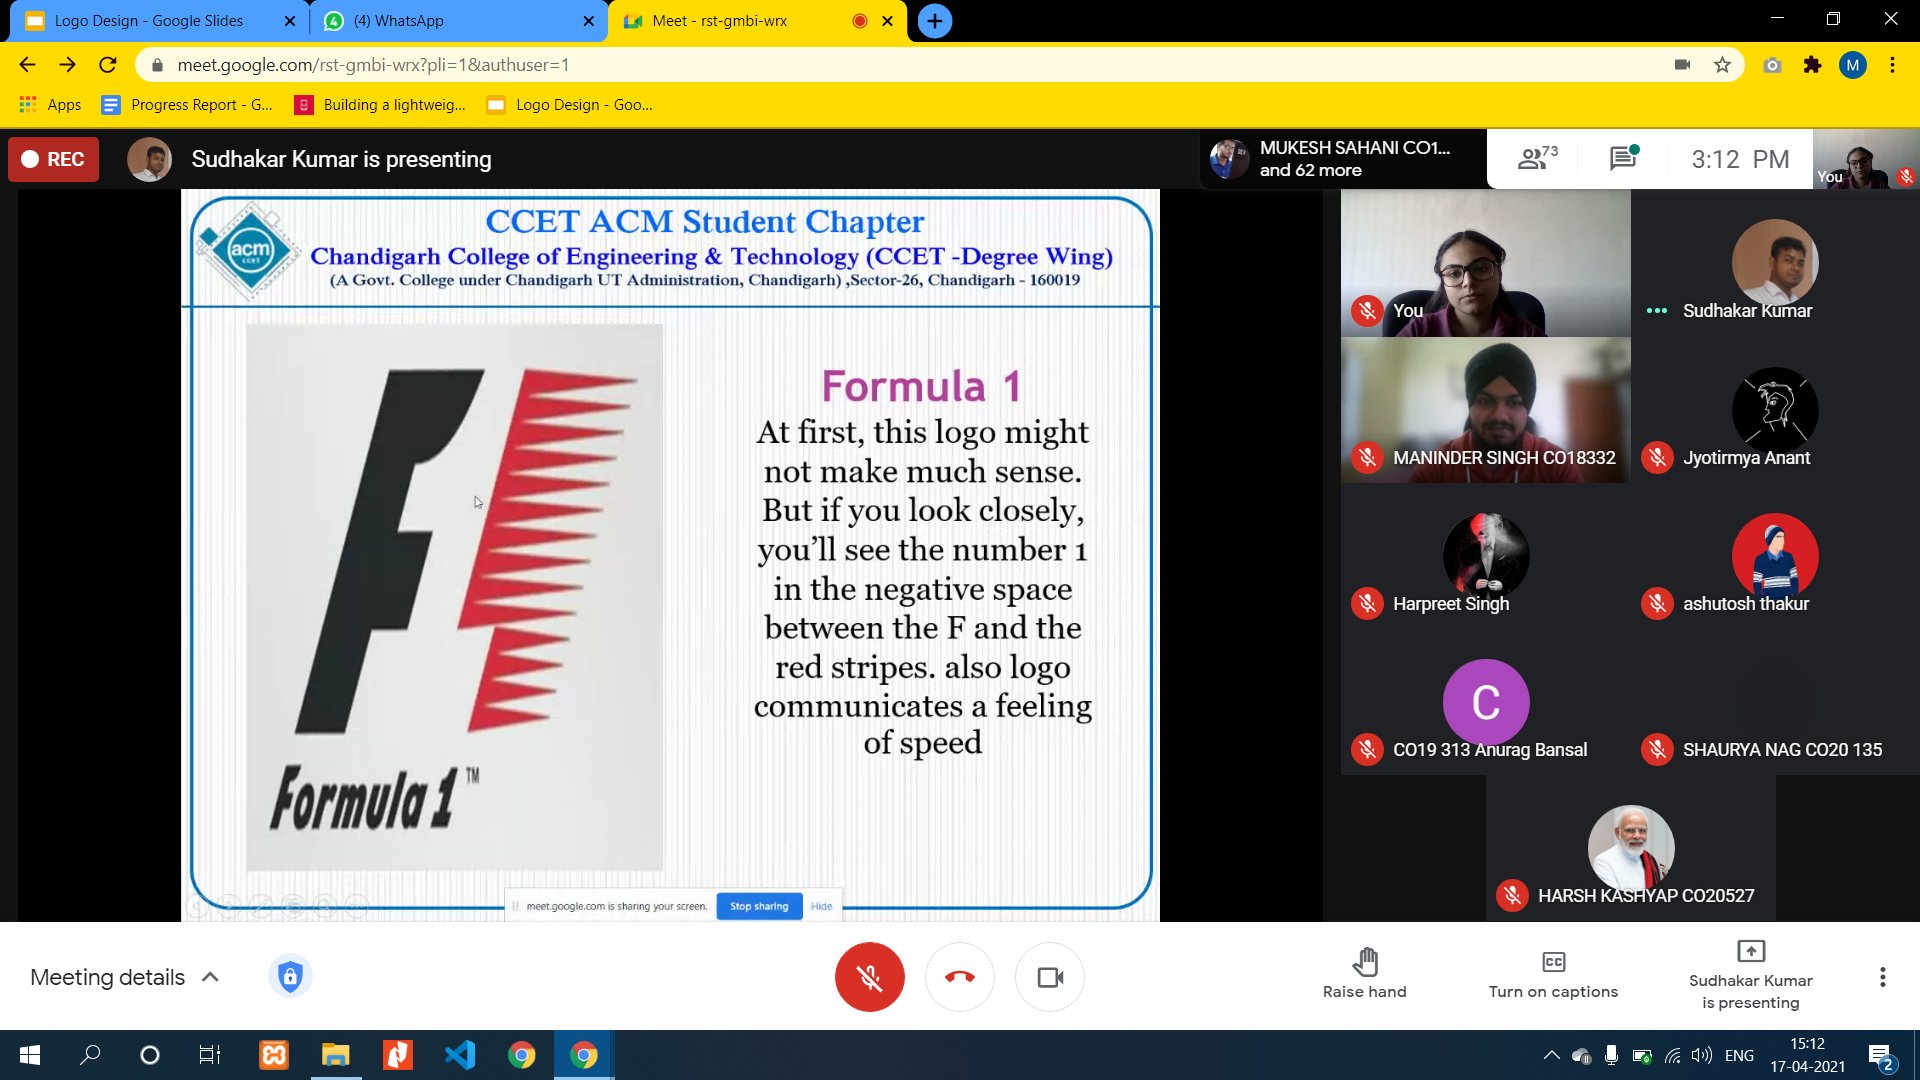 Logo Design - Google Slides
(4) WhatsApp
Meet - rst-gmbi-wrx
meet.google.com/rst-gmbi-wrx?pli=1&authuser=1
M
Apps
Progress Report - G...
Building a lightweig...
Logo Design - Goo...
REC
Sudhakar Kumar is presenting
MUKESH SAHANI CO1...
and 62 more
73
3:12 PM
You
acm
ccet
CCET ACM Student Chapter
Chandigarh College of Engineering & Technology (CCET -Degree Wing)
(A Govt. College under Chandigarh UT Administration, Chandigarh) ,Sector-26, Chandigarh - 160019
F1
Formula 1 ™
Formula 1
At first, this logo might
not make much sense.
But if you look closely,
you'll see the number 1
in the negative space
between the F and the
red stripes. also logo
communicates a feeling
of speed
meet.google.com is sharing your screen.
Stop sharing
Hide
You
Sudhakar Kumar
MANINDER SINGH CO18332
Jyotirmya Anant
Harpreet Singh
ashutosh thakur
C
CO19 313 Anurag Bansal
SHAURYA NAG CO20 135
HARSH KASHYAP CO20527
Meeting details
Raise hand
CC
Turn on captions
Sudhakar Kumar
is presenting
ENG
15:12
17-04-2021
2